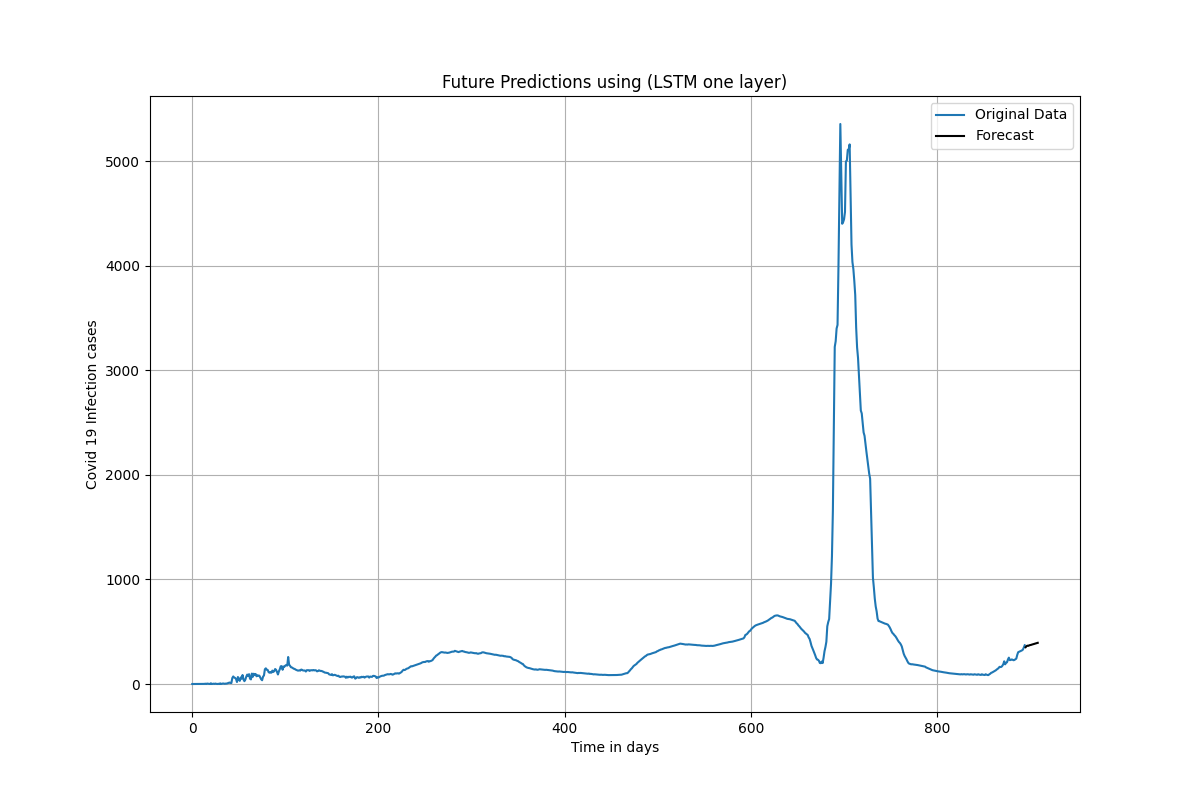 Future Predictions using (LSTM one layer)
Original Data
Forecast
Covid 19 Infection cases
5000
4000
3000
2000
1000
0
0 200 400 600 800
Time in days